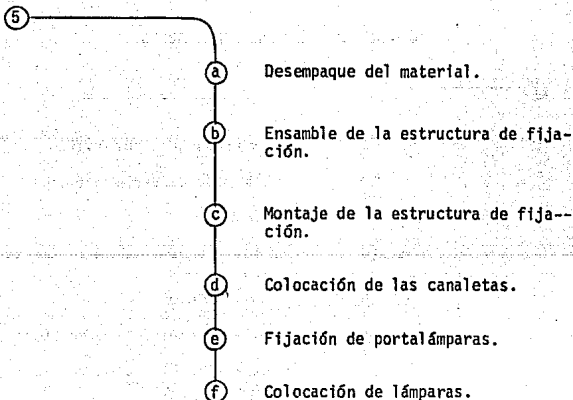 5
a Desempaque del material.
b Ensamble de la estructura de fija-
ción.
c Montaje de la estructura de fija--
ción.
d Colocación de las canaletas.
e Fijación de portalámparas.
f Colocación de lámparas.